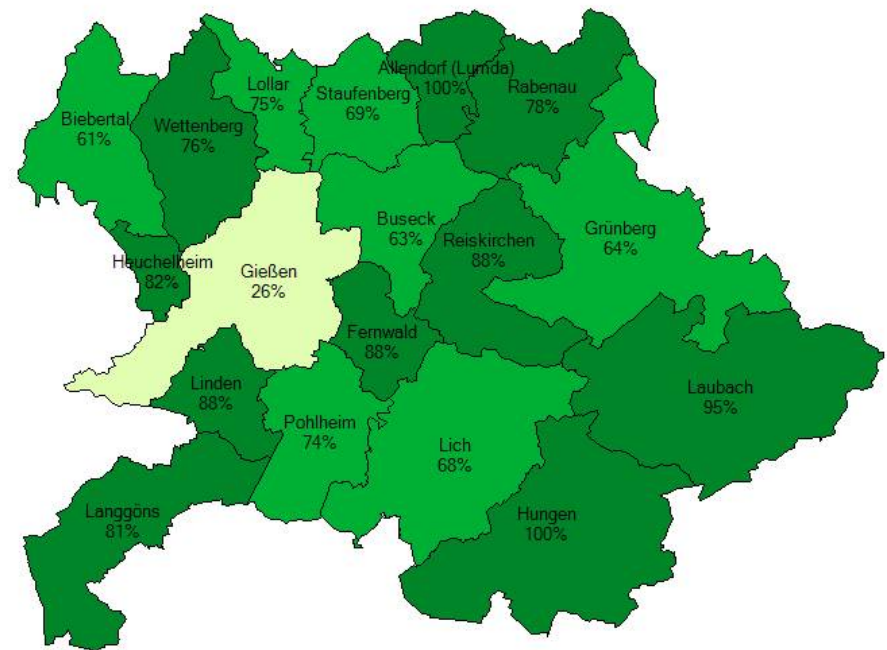 Allendorf (Lumda)
100%
Lollar
75%
Staufenberg
69%
Rabenau
78%
Biebertal
61%
Wettenberg
76%
Buseck
63%
Reiskirchen
88%
Grünberg
64%
Heuchelheim
82%
Gießen
26%
Fernwald
88%
Linden
88%
Laubach
95%
Pohlheim
74%
Lich
68%
Langgöns
81%
Hungen
100%